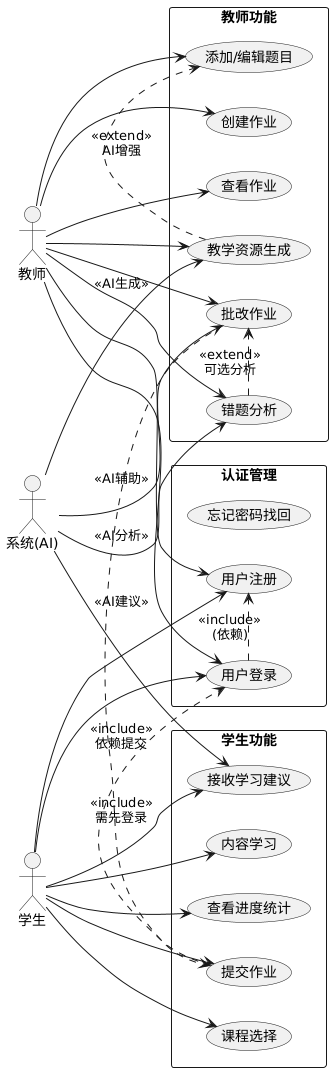 教师功能
添加/编辑题目
«extend»
AI增强
创建作业
查看作业
教师
教学资源生成
«AI生成»
批改作业
«extend»
可选分析
错题分析
认证管理
«AI辅助»
忘记密码找回
系统(AI)
«AI分析»
用户注册
«AI建议»
«include»
(依赖)
用户登录
«include»
依赖提交
学生功能
接收学习建议
«include»
需先登录
内容学习
学生
查看进度统计
提交作业
课程选择